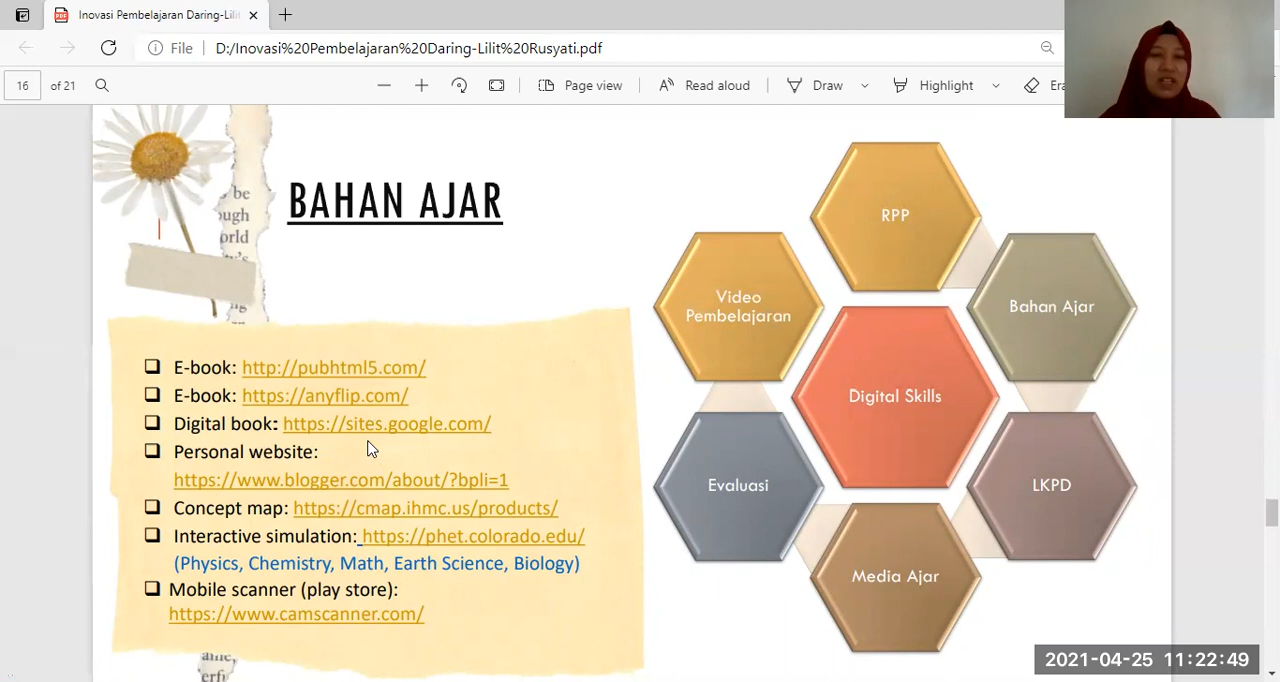 Inovasi Pembelajaran Daring-Lilit
File
D:/Inovasi%20Pembelajaran%20Daring-Lilit%20Rusyati.pdf
16 of 21
Page view
Read aloud
Draw
Highlight
Era
be
ough
orld
BAHAN AJAR
E-book: http://pubhtml5.com/
E-book: https://anyflip.com/
Digital book: https://sites.google.com/
Personal website:
https://www.blogger.com/about/?bpli=1
Concept map: https://cmap.ihmc.us/products/
Interactive simulation: https://phet.colorado.edu/
(Physics, Chemistry, Math, Earth Science, Biology)
Mobile scanner (play store):
https://www.camscanner.com/
RPP
Video
Pembelajaran
Bahan Ajar
Digital Skills
Evaluasi
LKPD
Media Ajar
2021-04-25 11:22:49